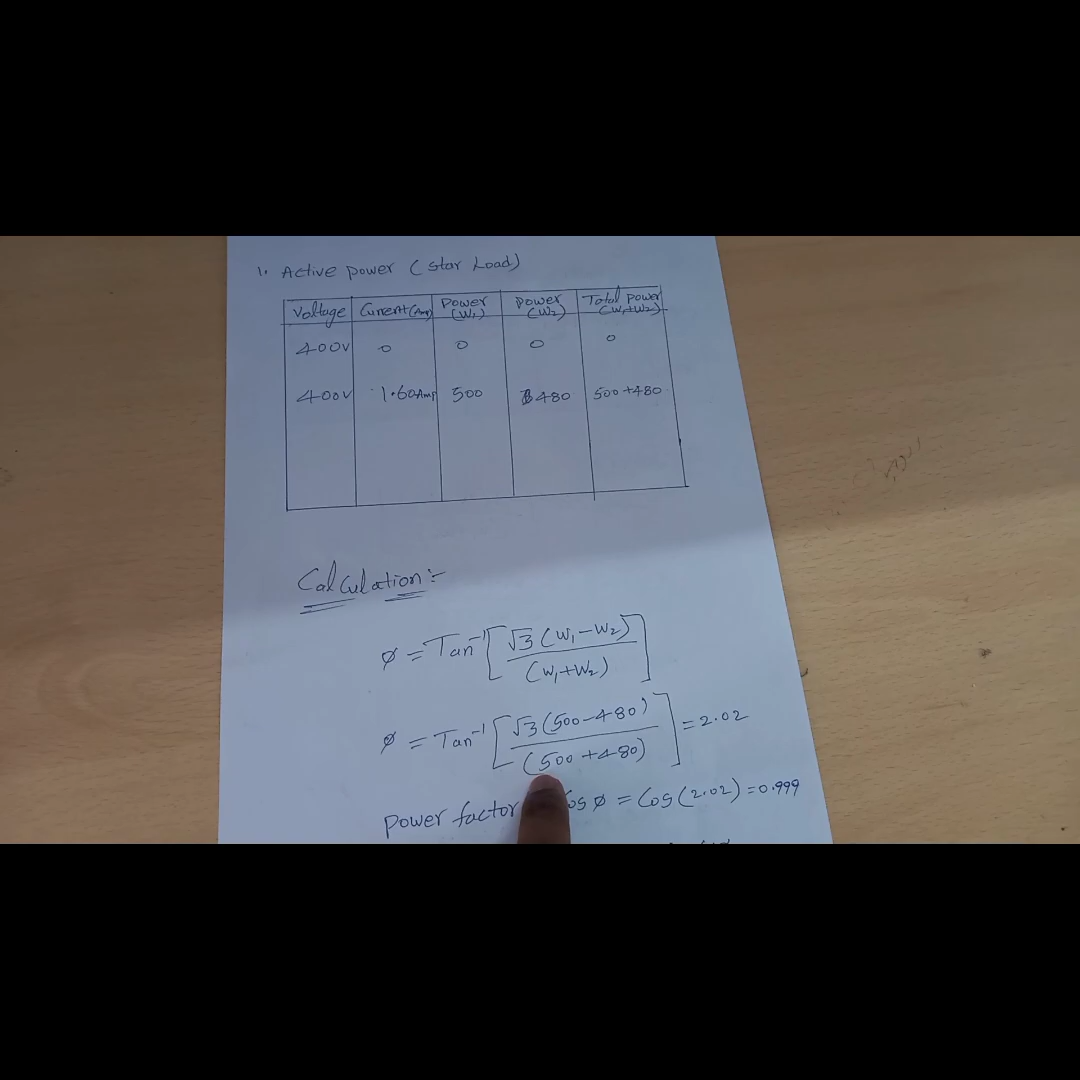 1. Active power (Star Load)
Voltage Current(Amp) Power (W₁) Power (W₂) Total Power (W₁+W₂)
400V 0 0 0 0
400V 1.60Amp 500 480 500+480
Calculation:-
ø = Tan⁻¹[√3(W₁-W₂)/(W₁+W₂)]
ø = Tan⁻¹[√3(500-480)/(500+480)] = 2.02
Power factor ø = Cos(2.02) = 0.999